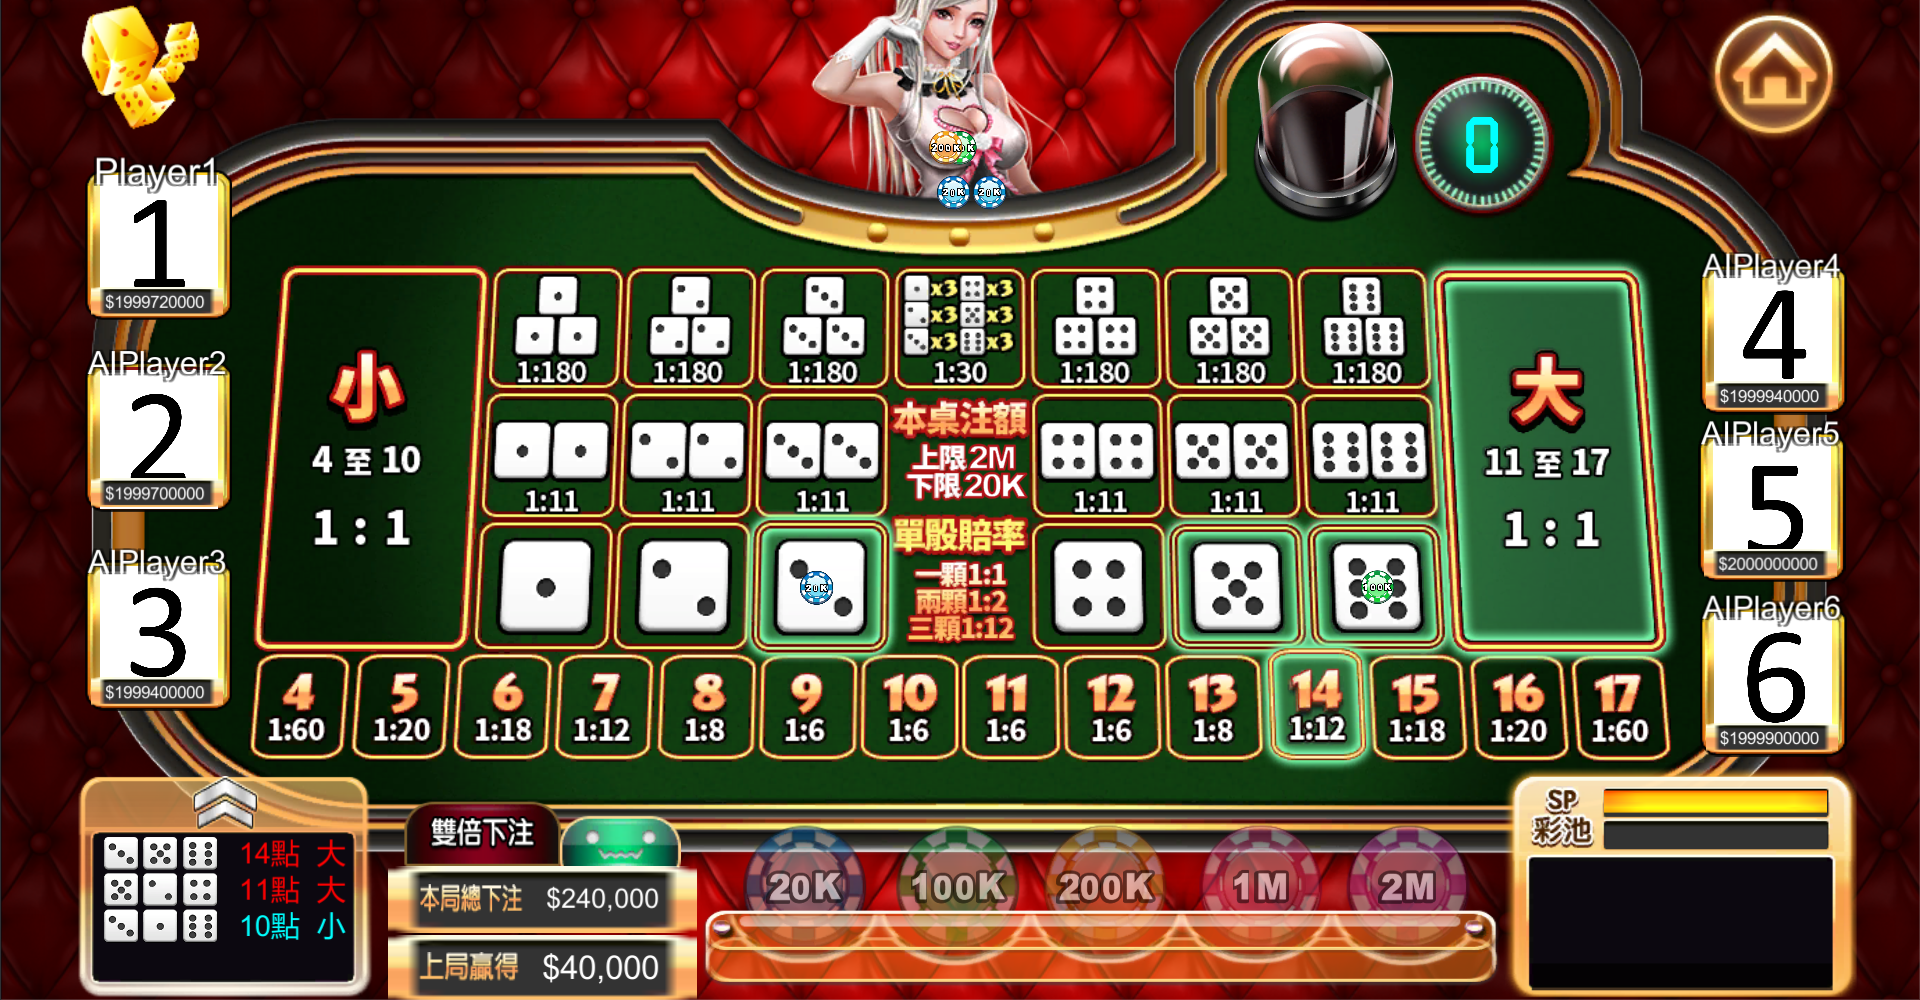 0
Player1
1
$1999720000
AIPlayer2
2
$1999700000
AIPlayer3
3
$1999400000
AIPlayer4
4
$1999940000
AIPlayer5
5
$2000000000
AIPlayer6
6
$1999900000
200K
20K 20K
小
4 至 10
1 : 1
x3 x3
x3 x3
x3 x3
1:180 1:180 1:180 1:30 1:180 1:180 1:180
本桌注額
上限2M
下限20K
1:11 1:11 1:11 1:11 1:11 1:11
單骰賠率
一顆1:1
兩顆1:2
三顆1:12
20K
100K
大
11 至 17
1 : 1
4 5 6 7 8 9 10 11 12 13 14 15 16 17
1:60 1:20 1:18 1:12 1:8 1:6 1:6 1:6 1:6 1:8 1:12 1:18 1:20 1:60
14點 大
11點 大
10點 小
雙倍下注
本局總下注 $240,000
上局贏得 $40,000
20K 100K 200K 1M 2M
SP
彩池